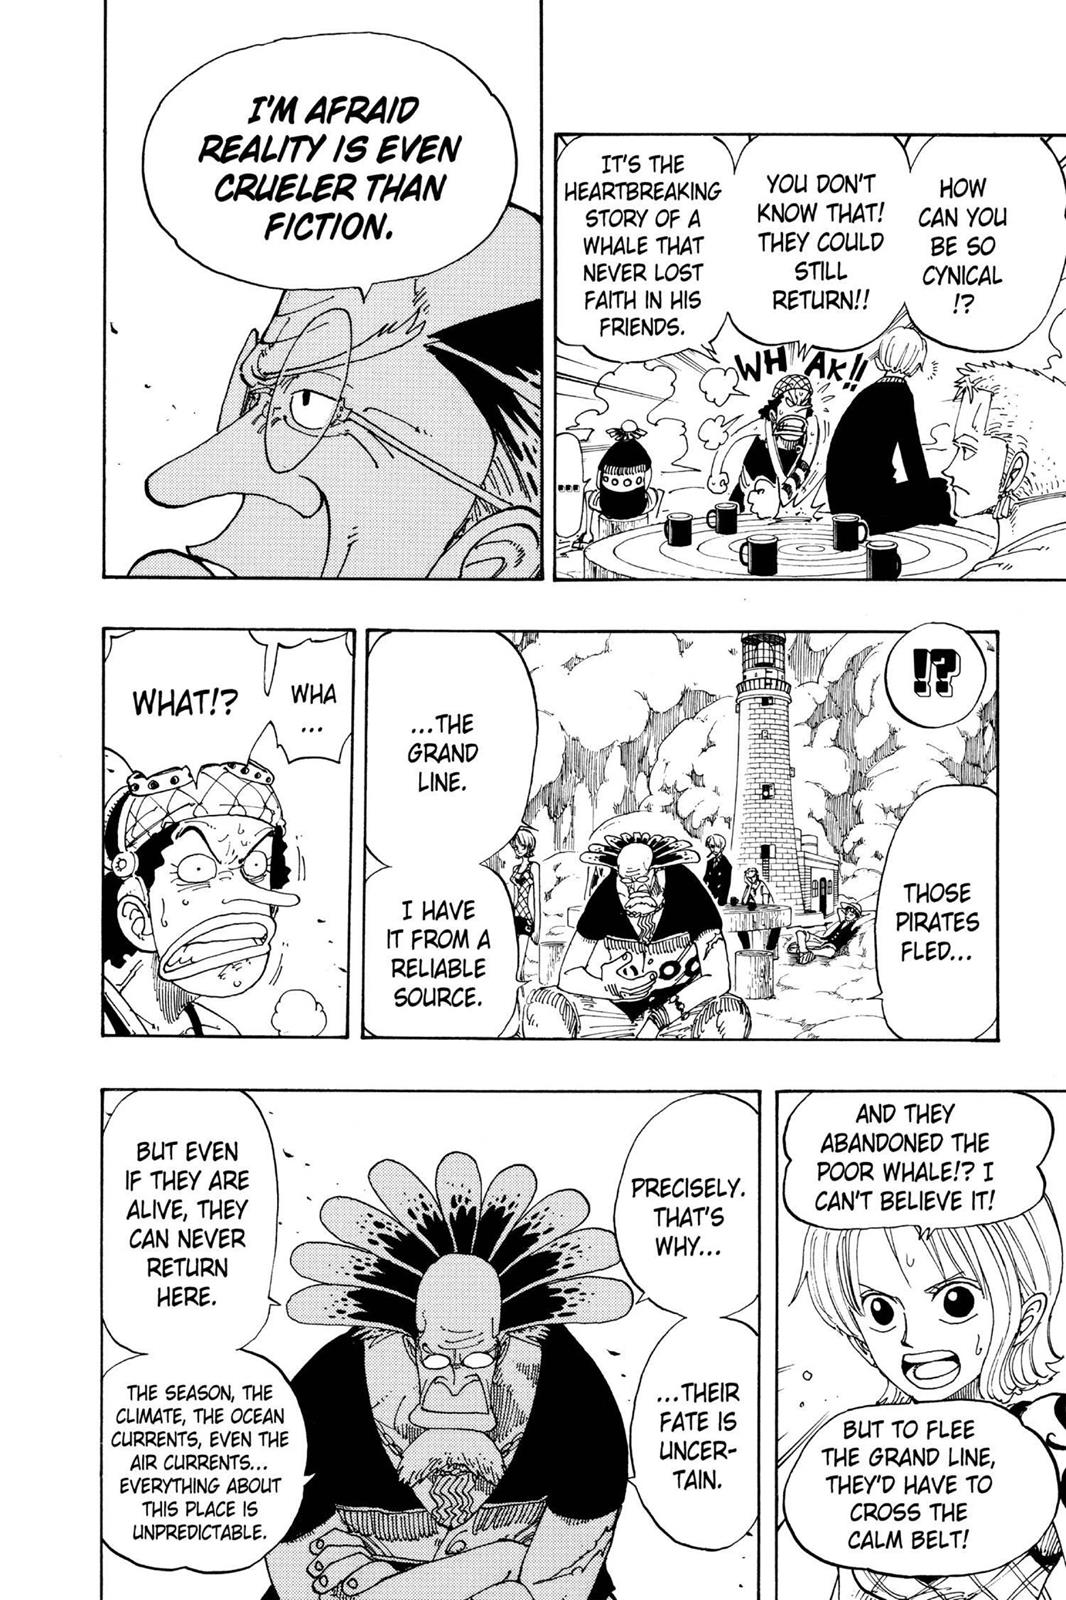 HOW
CAN YOU
BE SO
CYNICAL
!?
YOU DON'T
KNOW THAT!
THEY COULD
STILL
RETURN!!
IT'S THE
HEARTBREAKING
STORY OF A
WHALE THAT
NEVER LOST
FAITH IN HIS
FRIENDS.
WHAK!!
...
I'M AFRAID
REALITY IS EVEN
CRUELER THAN
FICTION.
!?
THOSE
PIRATES
FLED...
...THE
GRAND
LINE.
I HAVE
IT FROM A
RELIABLE
SOURCE.
WHA
...
WHAT!?
AND THEY
ABANDONED THE
POOR WHALE!? I
CAN'T BELIEVE IT!
BUT TO FLEE
THE GRAND LINE,
THEY'D HAVE TO
CROSS THE
CALM BELT!
PRECISELY.
THAT'S
WHY...
...THEIR
FATE IS
UNCER-
TAIN.
BUT EVEN
IF THEY ARE
ALIVE, THEY
CAN NEVER
RETURN
HERE.
THE SEASON, THE
CLIMATE, THE OCEAN
CURRENTS, EVEN THE
AIR CURRENTS...
EVERYTHING ABOUT
THIS PLACE IS
UNPREDICTABLE.